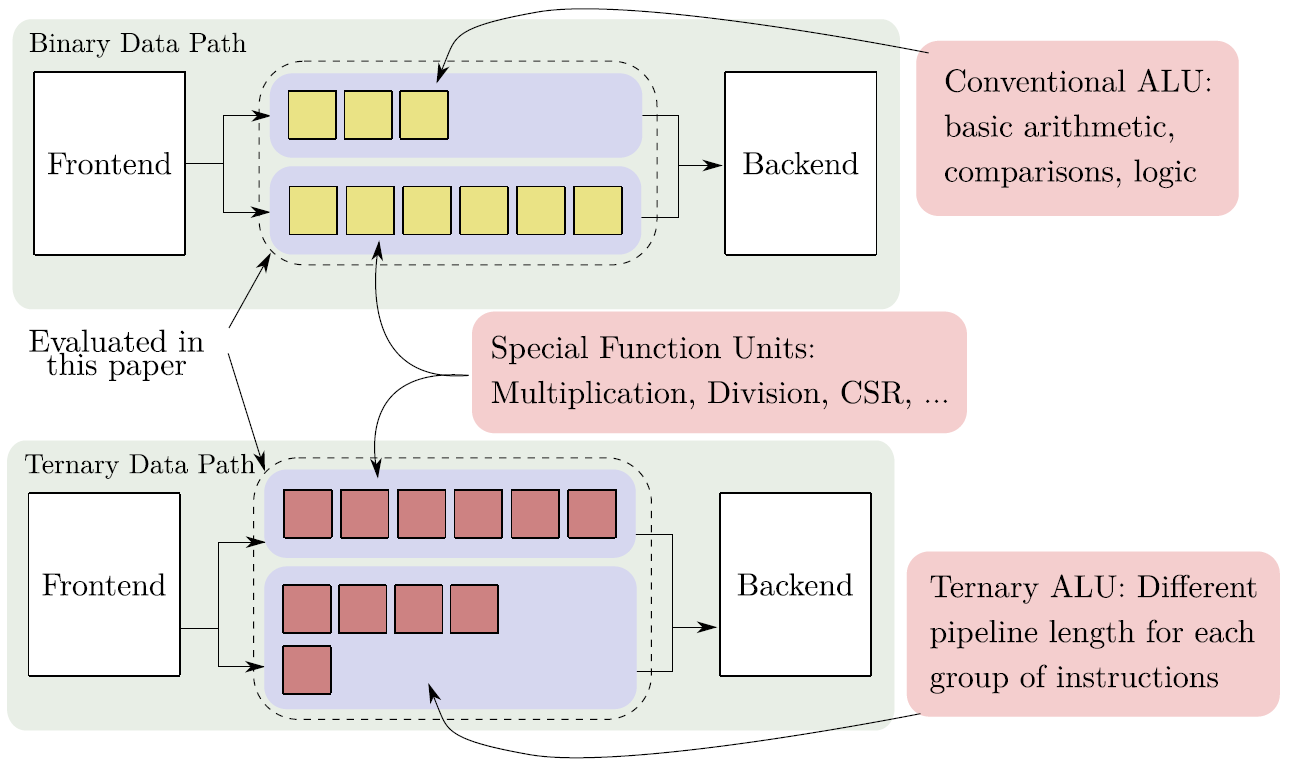 Binary Data Path
Frontend
Backend
Conventional ALU:
basic arithmetic,
comparisons, logic
Evaluated in
this paper
Special Function Units:
Multiplication, Division, CSR, ...
Ternary Data Path
Frontend
Backend
Ternary ALU: Different
pipeline length for each
group of instructions